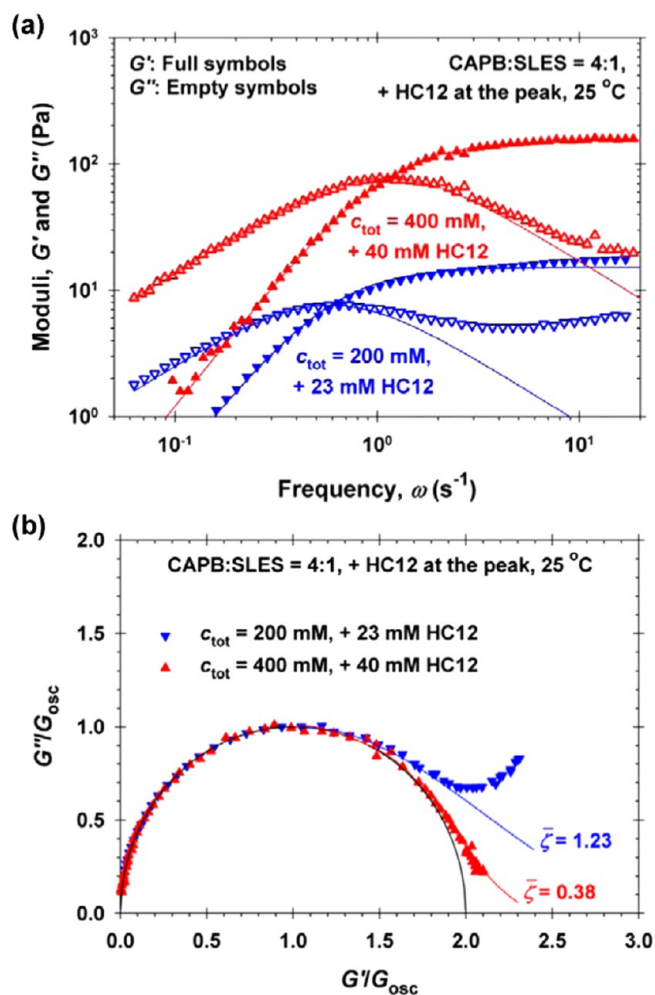 (a)
G': Full symbols
G'': Empty symbols
CAPB:SLES = 4:1,
+ HC12 at the peak, 25 °C
10³
10²
10¹
10⁰
Moduli, G' and G'' (Pa)
c_tot = 400 mM,
+ 40 mM HC12
c_tot = 200 mM,
+ 23 mM HC12
10⁻¹ 10⁰ 10¹
Frequency, ω (s⁻¹)
(b)
CAPB:SLES = 4:1, + HC12 at the peak, 25 °C
c_tot = 200 mM, + 23 mM HC12
c_tot = 400 mM, + 40 mM HC12
2.0
1.5
1.0
0.5
0.0
G''/G_osc
ζ̄ = 1.23
ζ̄ = 0.38
0.0 0.5 1.0 1.5 2.0 2.5 3.0
G'/G_osc